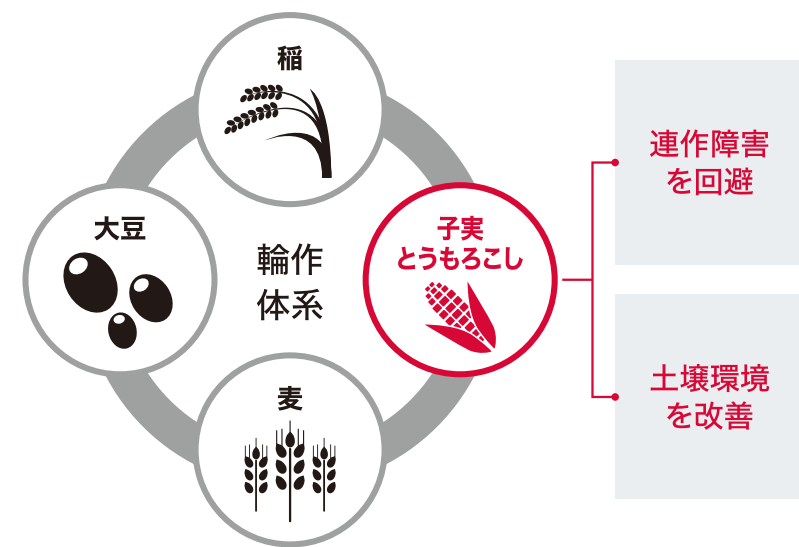 稲
大豆
輪作
体系
子実
とうもろこし
麦
連作障害
を回避
土壌環境
を改善